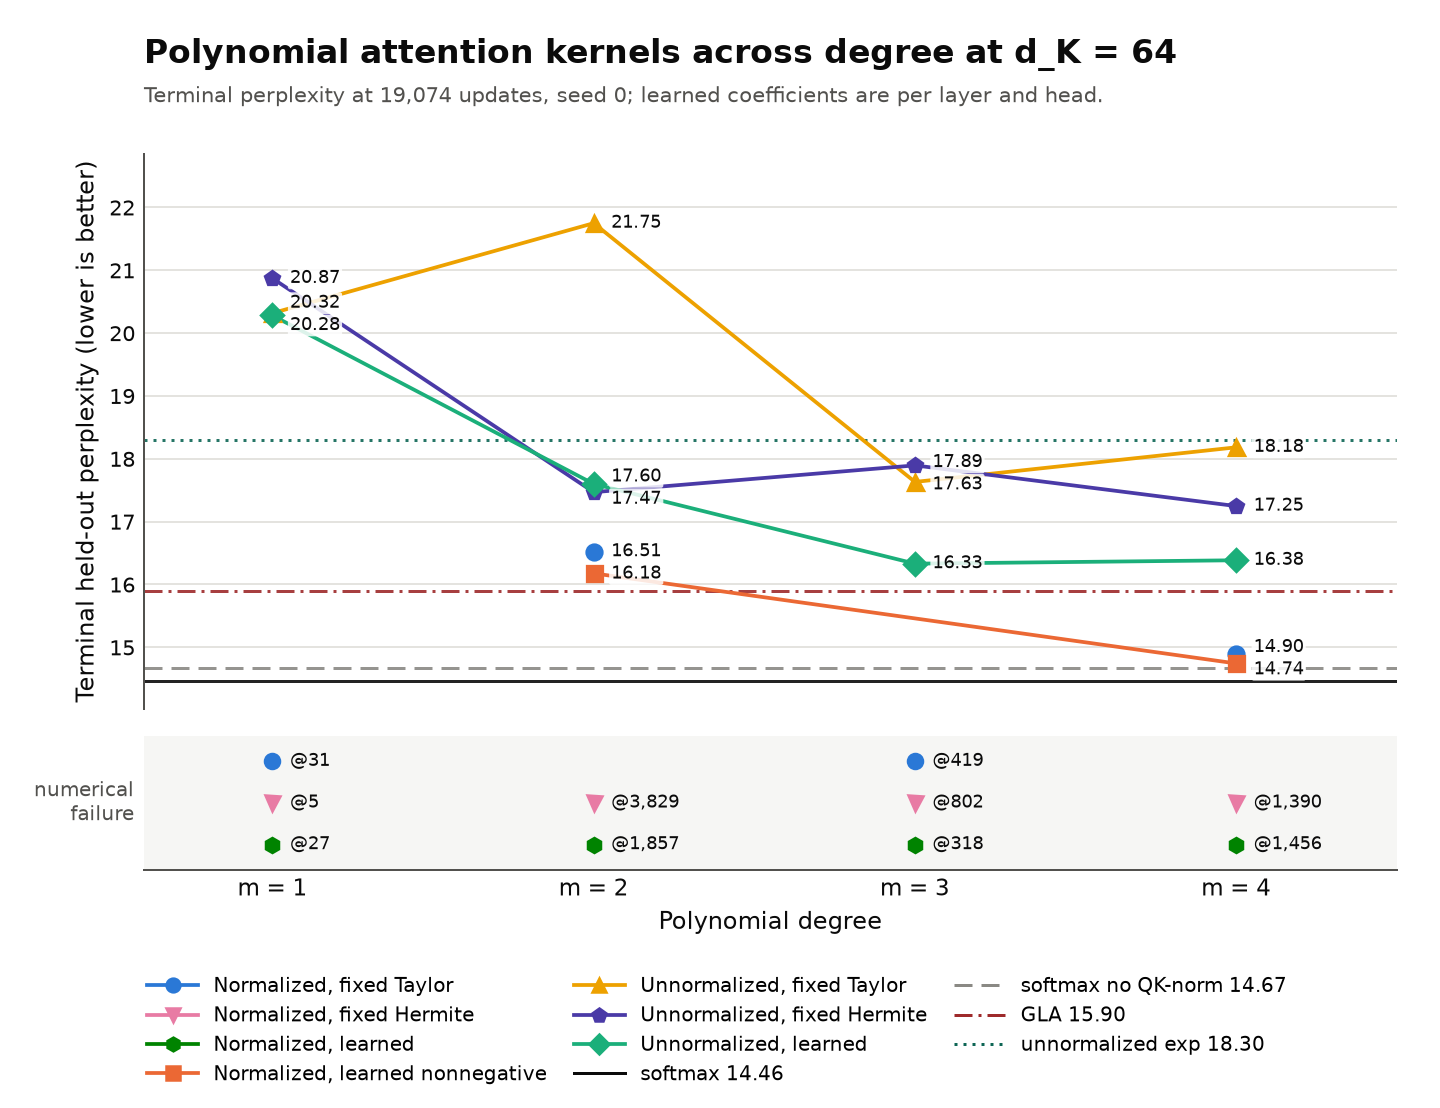 Polynomial attention kernels across degree at d_K = 64
Terminal perplexity at 19,074 updates, seed 0; learned coefficients are per layer and head.
Terminal held-out perplexity (lower is better)
22
21
20
19
18
17
16
15
20.87
20.32
20.28
21.75
17.60
17.47
16.51
16.18
17.89
17.63
16.33
18.18
17.25
16.38
14.90
14.74
numerical
failure
@31
@419
@5
@3,829
@802
@1,390
@27
@1,857
@318
@1,456
m = 1
m = 2
m = 3
m = 4
Polynomial degree
Normalized, fixed Taylor
Normalized, fixed Hermite
Normalized, learned
Normalized, learned nonnegative
Unnormalized, fixed Taylor
Unnormalized, fixed Hermite
Unnormalized, learned
softmax 14.46
softmax no QK-norm 14.67
GLA 15.90
unnormalized exp 18.30